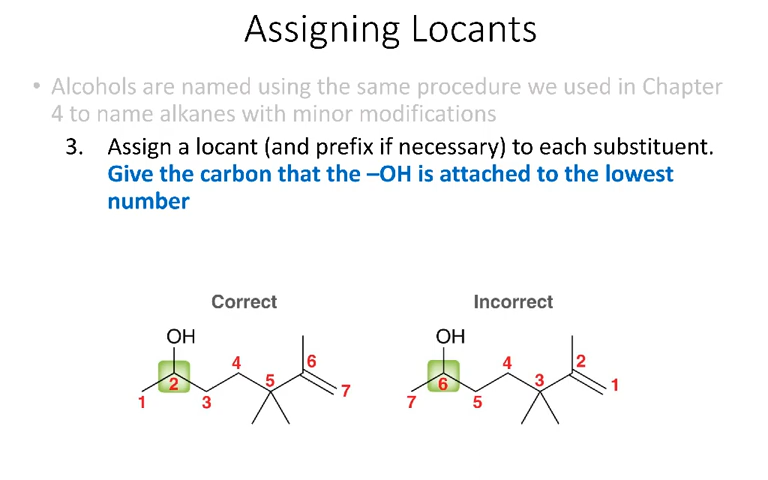 Assigning Locants
• Alcohols are named using the same procedure we used in Chapter
4 to name alkanes with minor modifications
3. Assign a locant (and prefix if necessary) to each substituent.
Give the carbon that the –OH is attached to the lowest
number
Correct
OH
1
2
3
4
5
6
7
Incorrect
OH
7
6
5
4
3
2
1